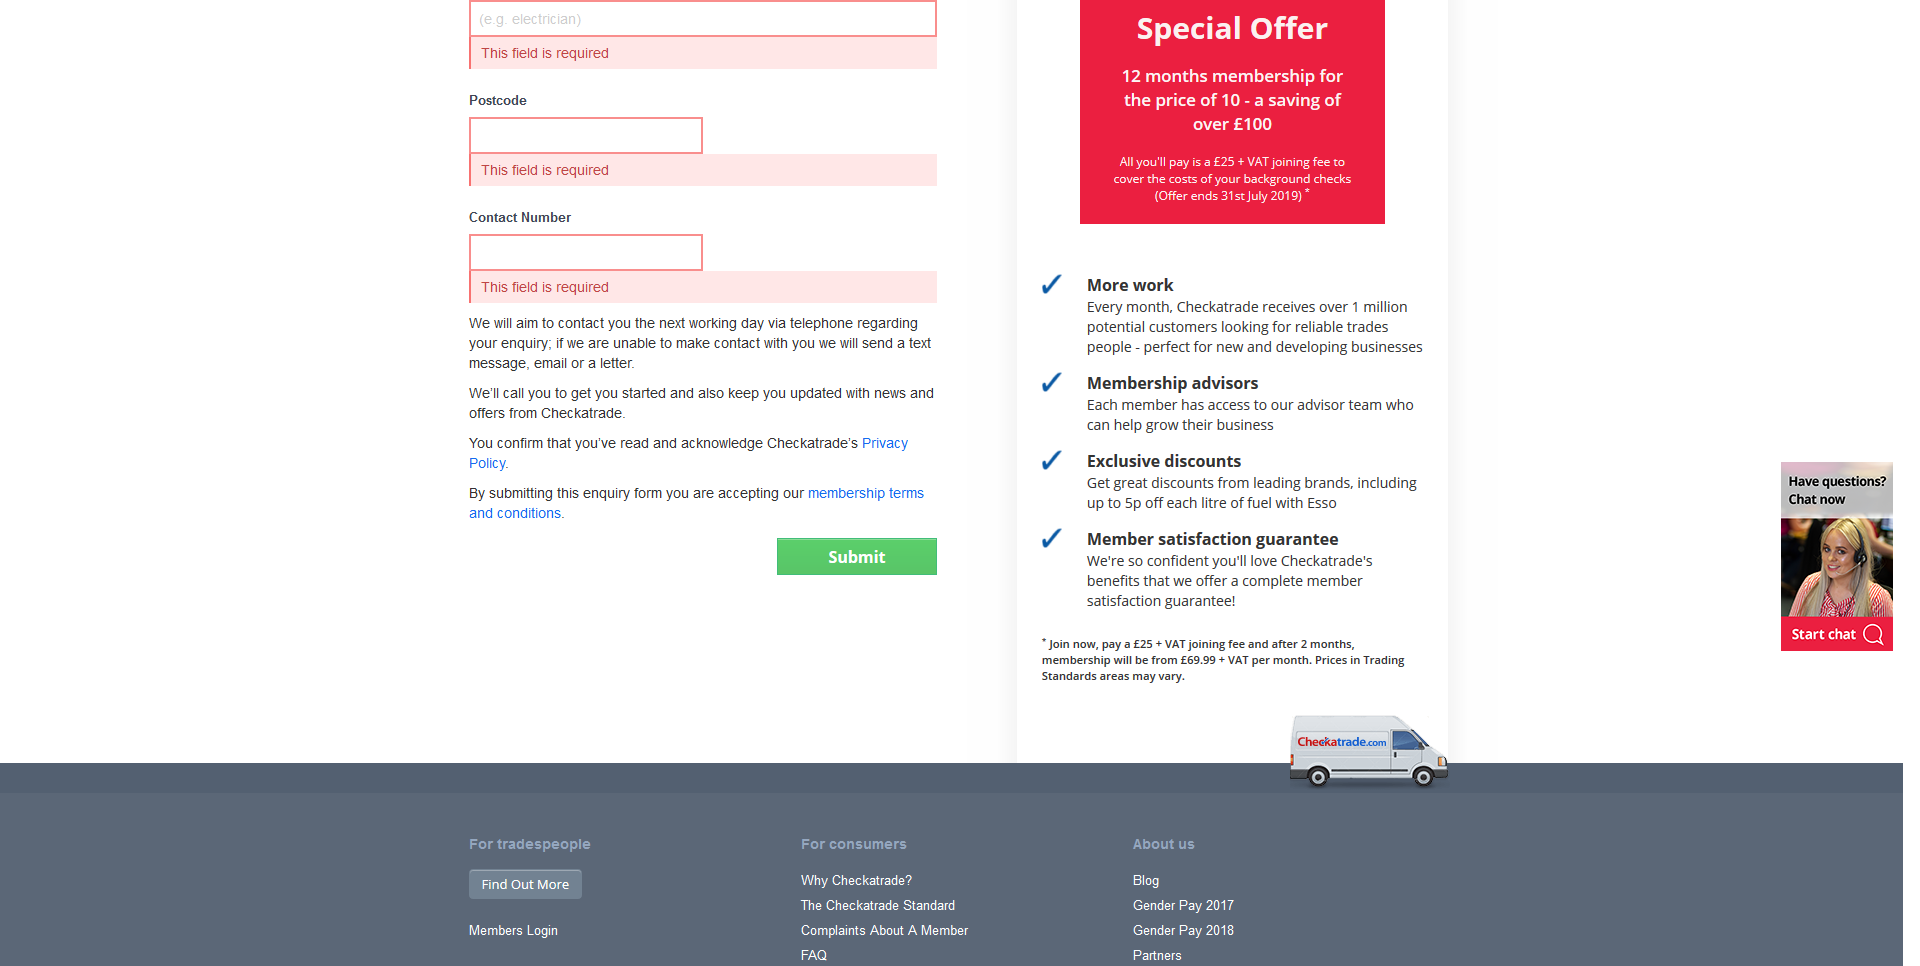 (e.g. electrician)
This field is required
Postcode
This field is required
Contact Number
This field is required
We will aim to contact you the next working day via telephone regarding
your enquiry; if we are unable to make contact with you we will send a text
message, email or a letter.
We'll call you to get you started and also keep you updated with news and
offers from Checkatrade.
You confirm that you've read and acknowledge Checkatrade's Privacy
Policy.
By submitting this enquiry form you are accepting our membership terms
and conditions.
Submit
Special Offer
12 months membership for
the price of 10 - a saving of
over £100
All you'll pay is a £25 + VAT joining fee to
cover the costs of your background checks
(Offer ends 31st July 2019) *
More work
Every month, Checkatrade receives over 1 million
potential customers looking for reliable trades
people - perfect for new and developing businesses
Membership advisors
Each member has access to our advisor team who
can help grow their business
Exclusive discounts
Get great discounts from leading brands, including
up to 5p off each litre of fuel with Esso
Member satisfaction guarantee
We're so confident you'll love Checkatrade's
benefits that we offer a complete member
satisfaction guarantee!
* Join now, pay a £25 + VAT joining fee and after 2 months,
membership will be from £69.99 + VAT per month. Prices in Trading
Standards areas may vary.
Checkatrade.com
Have questions?
Chat now
Start chat
For tradespeople
Find Out More
Members Login
For consumers
Why Checkatrade?
The Checkatrade Standard
Complaints About A Member
FAQ
About us
Blog
Gender Pay 2017
Gender Pay 2018
Partners